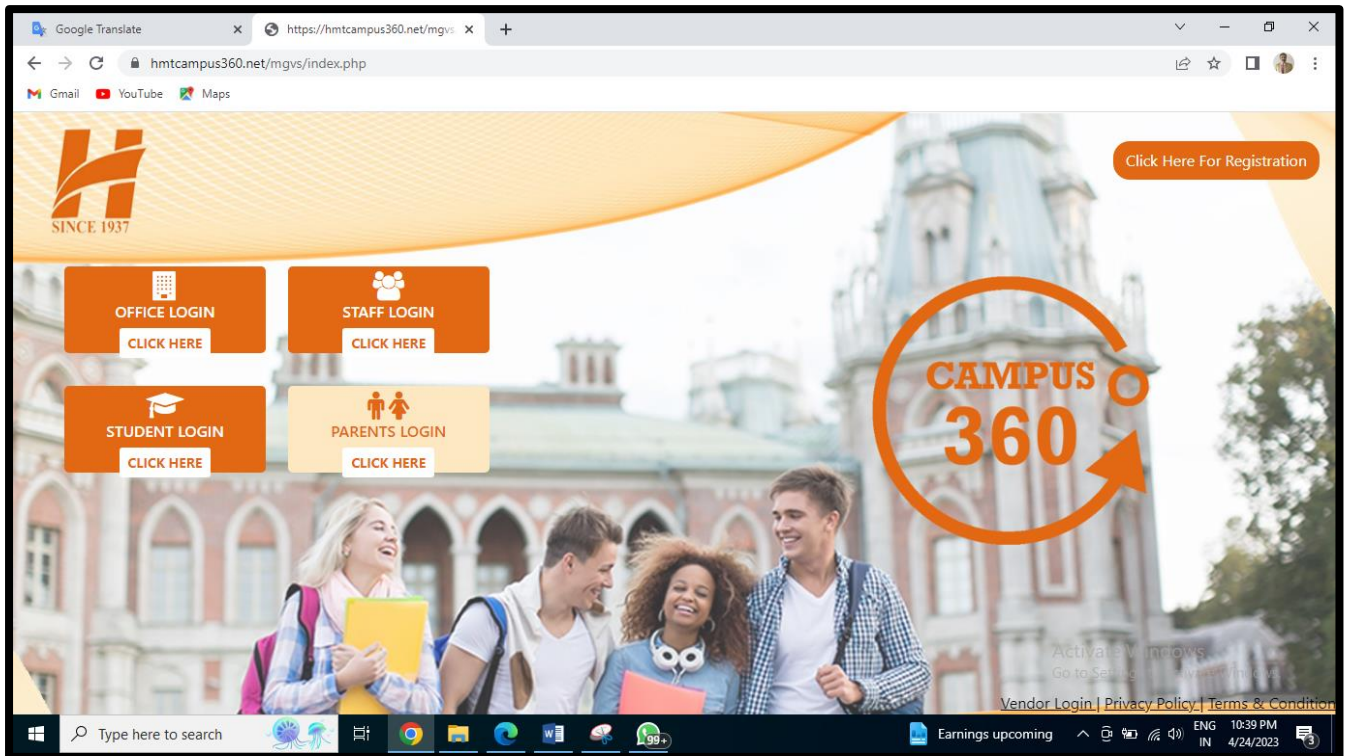 Google Translate
https://hmtcampus360.net/mgvs
hmtcampus360.net/mgvs/index.php
Gmail YouTube Maps
H
SINCE 1937
Click Here For Registration
OFFICE LOGIN
CLICK HERE
STAFF LOGIN
CLICK HERE
STUDENT LOGIN
CLICK HERE
PARENTS LOGIN
CLICK HERE
CAMPUS
360
Activate Windows
Go to
Vendor Login | Privacy Policy | Terms & Condition
Type here to search
99+
Earnings upcoming
ENG
IN
10:39 PM
4/24/2023
3